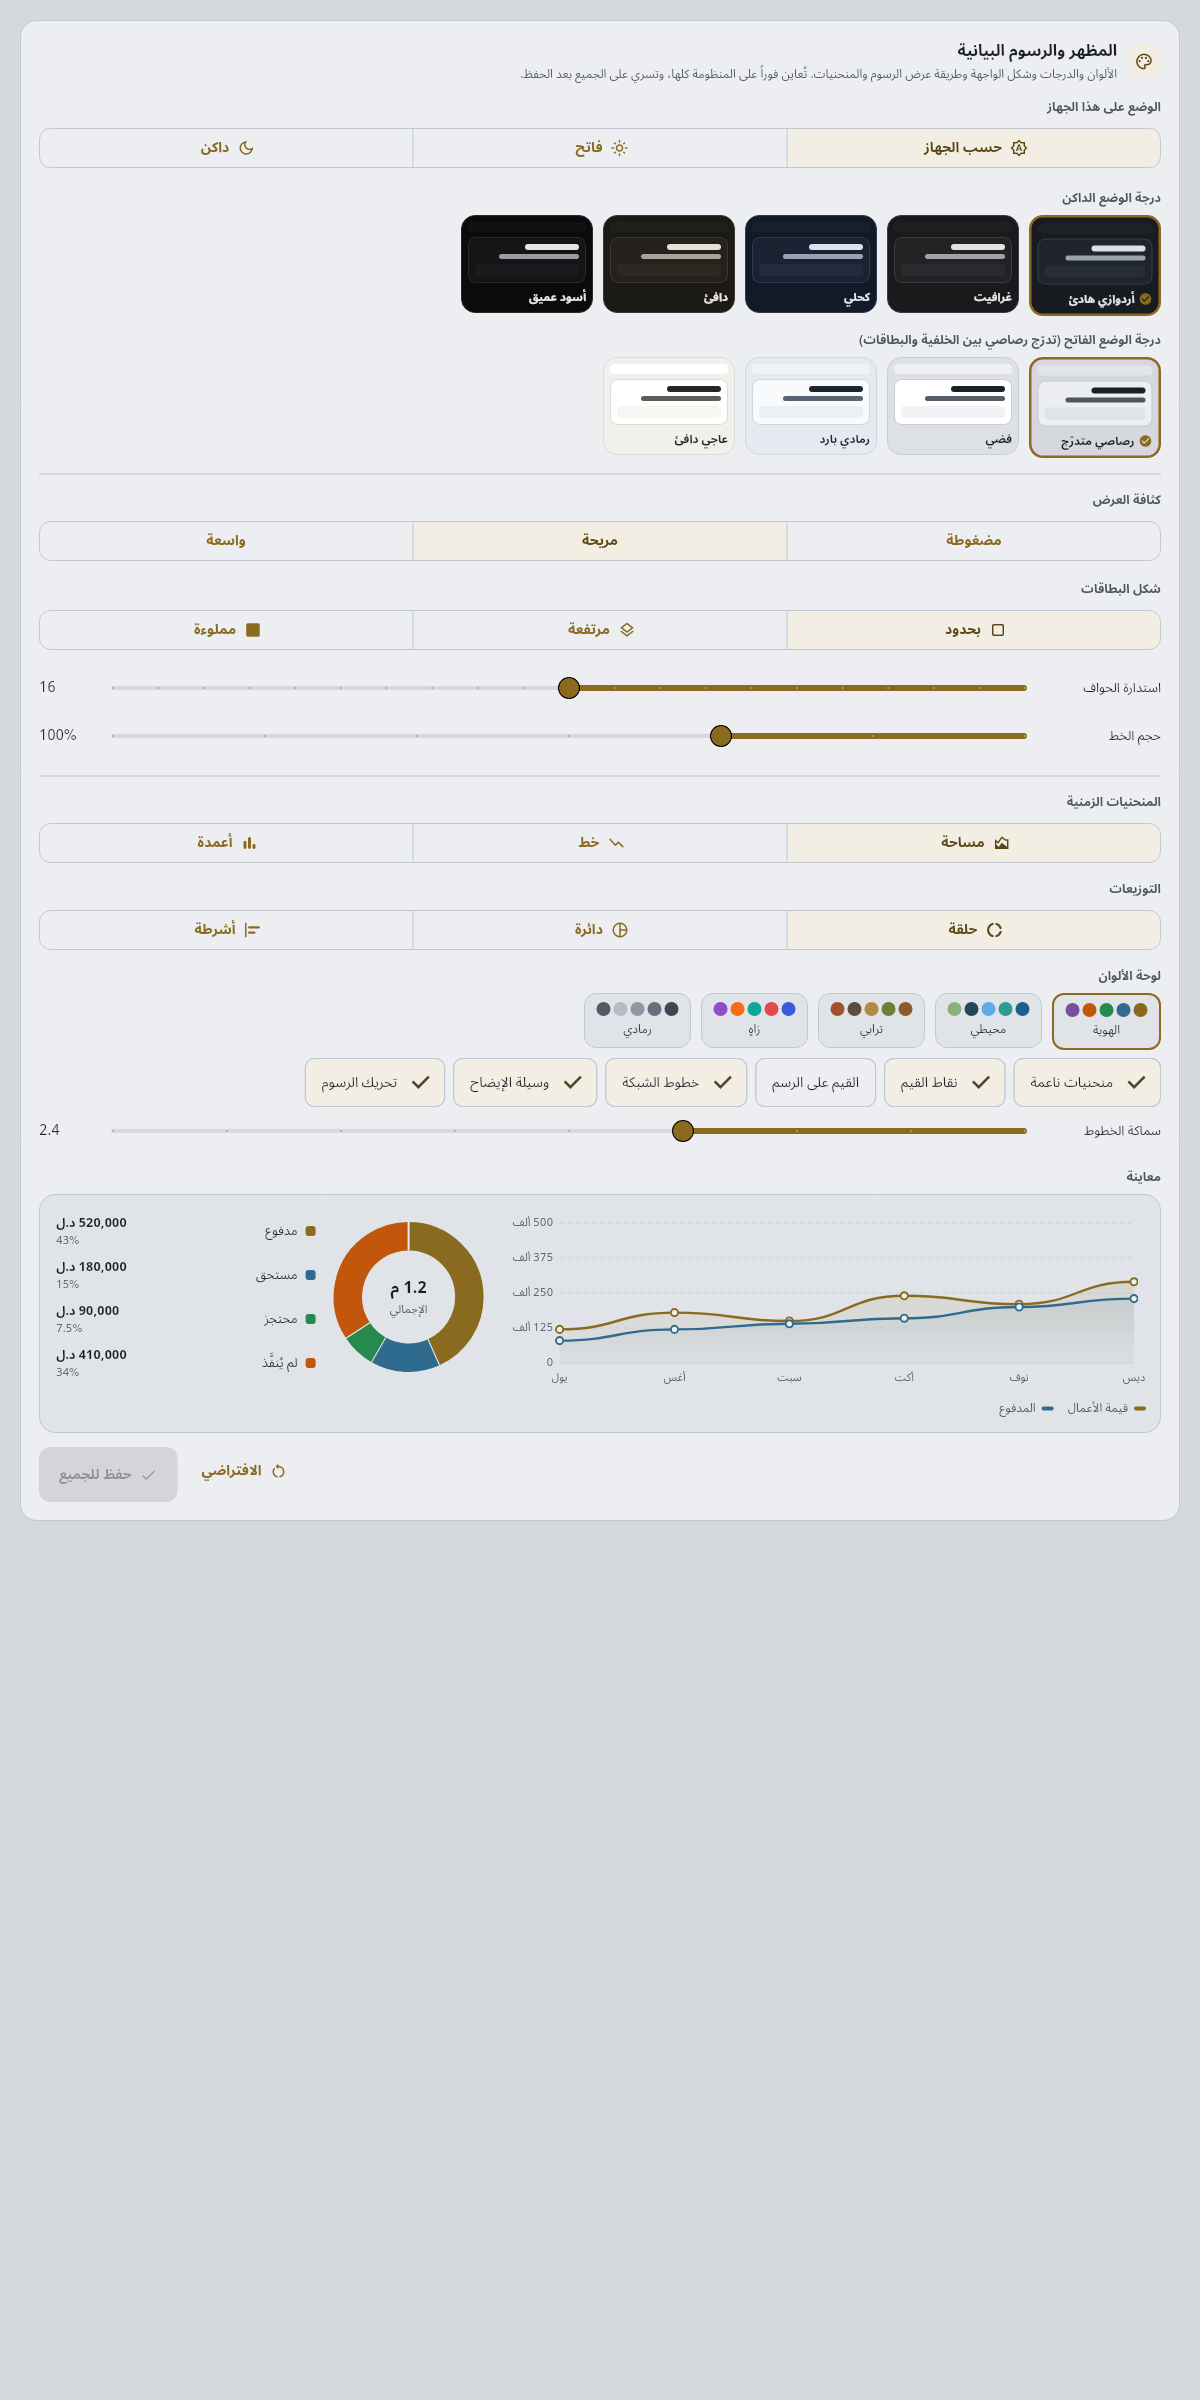 المظهر والرسوم البيانية
الألوان والدرجات وشكل الواجهة وطريقة عرض الرسوم والمنحنيات. تُعاين فوراً على المنظومة كلها، وتسري على الجميع بعد الحفظ.
الوضع على هذا الجهاز
حسب الجهاز
فاتح
داكن
درجة الوضع الداكن
أردوازي هادئ
غرافيت
كحلي
دافئ
أسود عميق
درجة الوضع الفاتح (تدرّج رصاصي بين الخلفية والبطاقات)
رصاصي متدرّج
فضي
رمادي بارد
عاجي دافئ
كثافة العرض
مضغوطة
مريحة
واسعة
شكل البطاقات
بحدود
مرتفعة
مملوءة
استدارة الحواف
16
حجم الخط
100%
المنحنيات الزمنية
مساحة
خط
أعمدة
التوزيعات
حلقة
دائرة
أشرطة
لوحة الألوان
الهوية
محيطي
ترابي
زاهٍ
رمادي
منحنيات ناعمة
نقاط القيم
القيم على الرسم
خطوط الشبكة
وسيلة الإيضاح
تحريك الرسوم
سماكة الخطوط
2.4
معاينة
500 ألف
375 ألف
250 ألف
125 ألف
0
يول
أغس
سبت
أكت
نوف
ديس
قيمة الأعمال
المدفوع
1.2 م
الإجمالي
مدفوع
520,000 د.ل
43%
مستحق
180,000 د.ل
15%
محتجز
90,000 د.ل
7.5%
لم يُنفَّذ
410,000 د.ل
34%
الافتراضي
حفظ للجميع